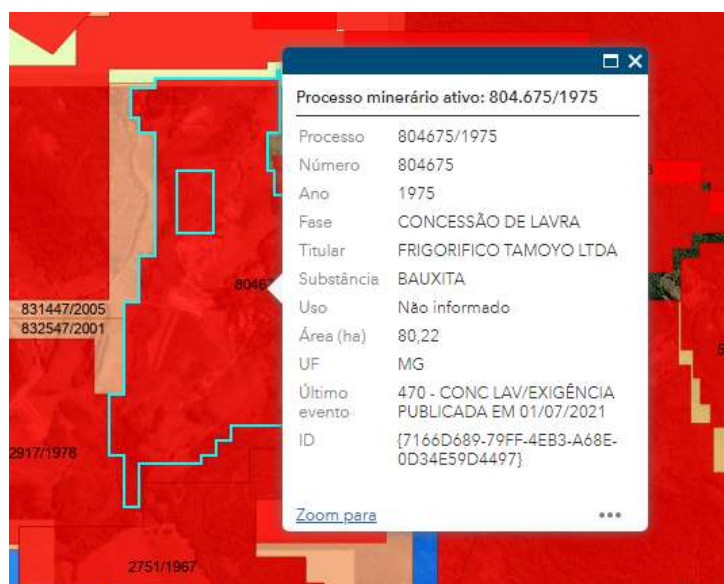 Processo minerário ativo: 804.675/1975
Processo 804675/1975
Número 804675
Ano 1975
Fase CONCESSÃO DE LAVRA
Titular FRIGORIFICO TAMOYO LTDA
Substância BAUXITA
Uso Não informado
Área (ha) 80,22
UF MG
Último evento 470 - CONC LAV/EXIGÊNCIA
PUBLICADA EM 01/07/2021
ID {7166D689-79FF-4EB3-A68E-
0D34E59D4497}
Zoom para
831447/2005
832547/2001
2917/1978
2751/1967